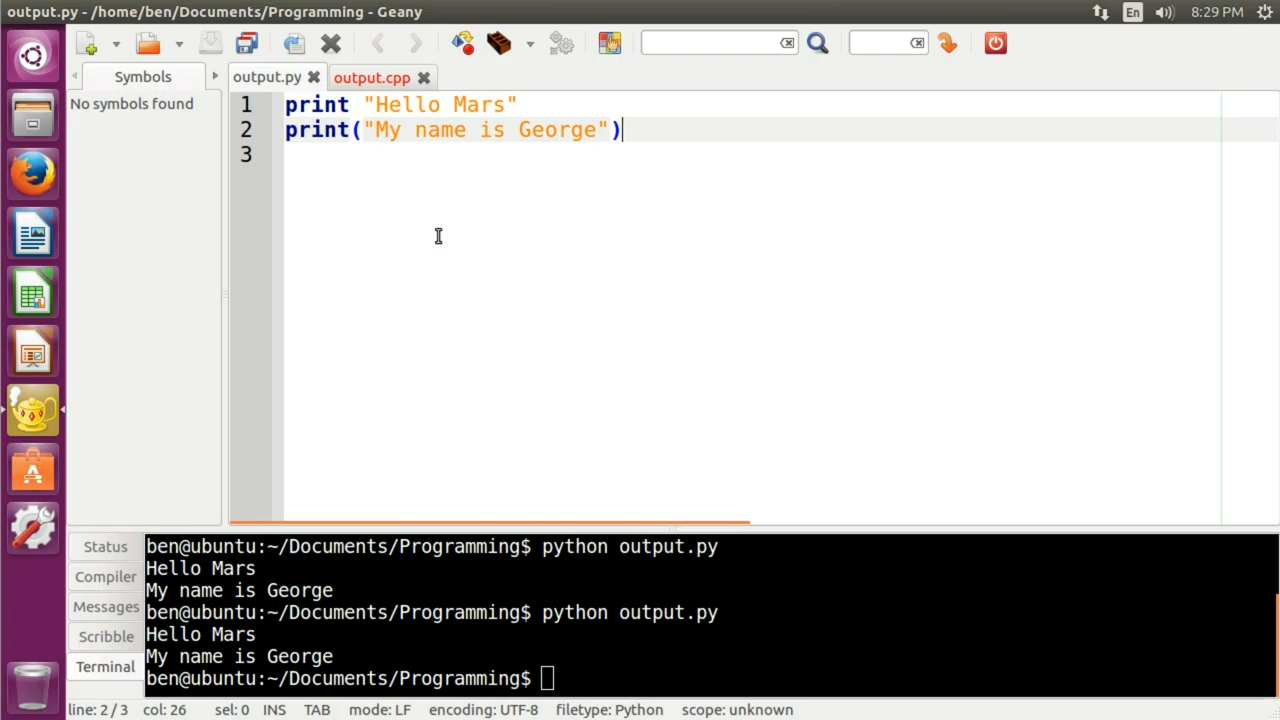 output.py - /home/ben/Documents/Programming - Geany
En
8:29 PM
Symbols
output.py
output.cpp
No symbols found
1 print "Hello Mars"
2 print("My name is George")
3
Status
Compiler
Messages
Scribble
Terminal
ben@ubuntu:~/Documents/Programming$ python output.py
Hello Mars
My name is George
ben@ubuntu:~/Documents/Programming$ python output.py
Hello Mars
My name is George
ben@ubuntu:~/Documents/Programming$
line: 2 / 3 col: 26 sel: 0 INS TAB mode: LF encoding: UTF-8 filetype: Python scope: unknown